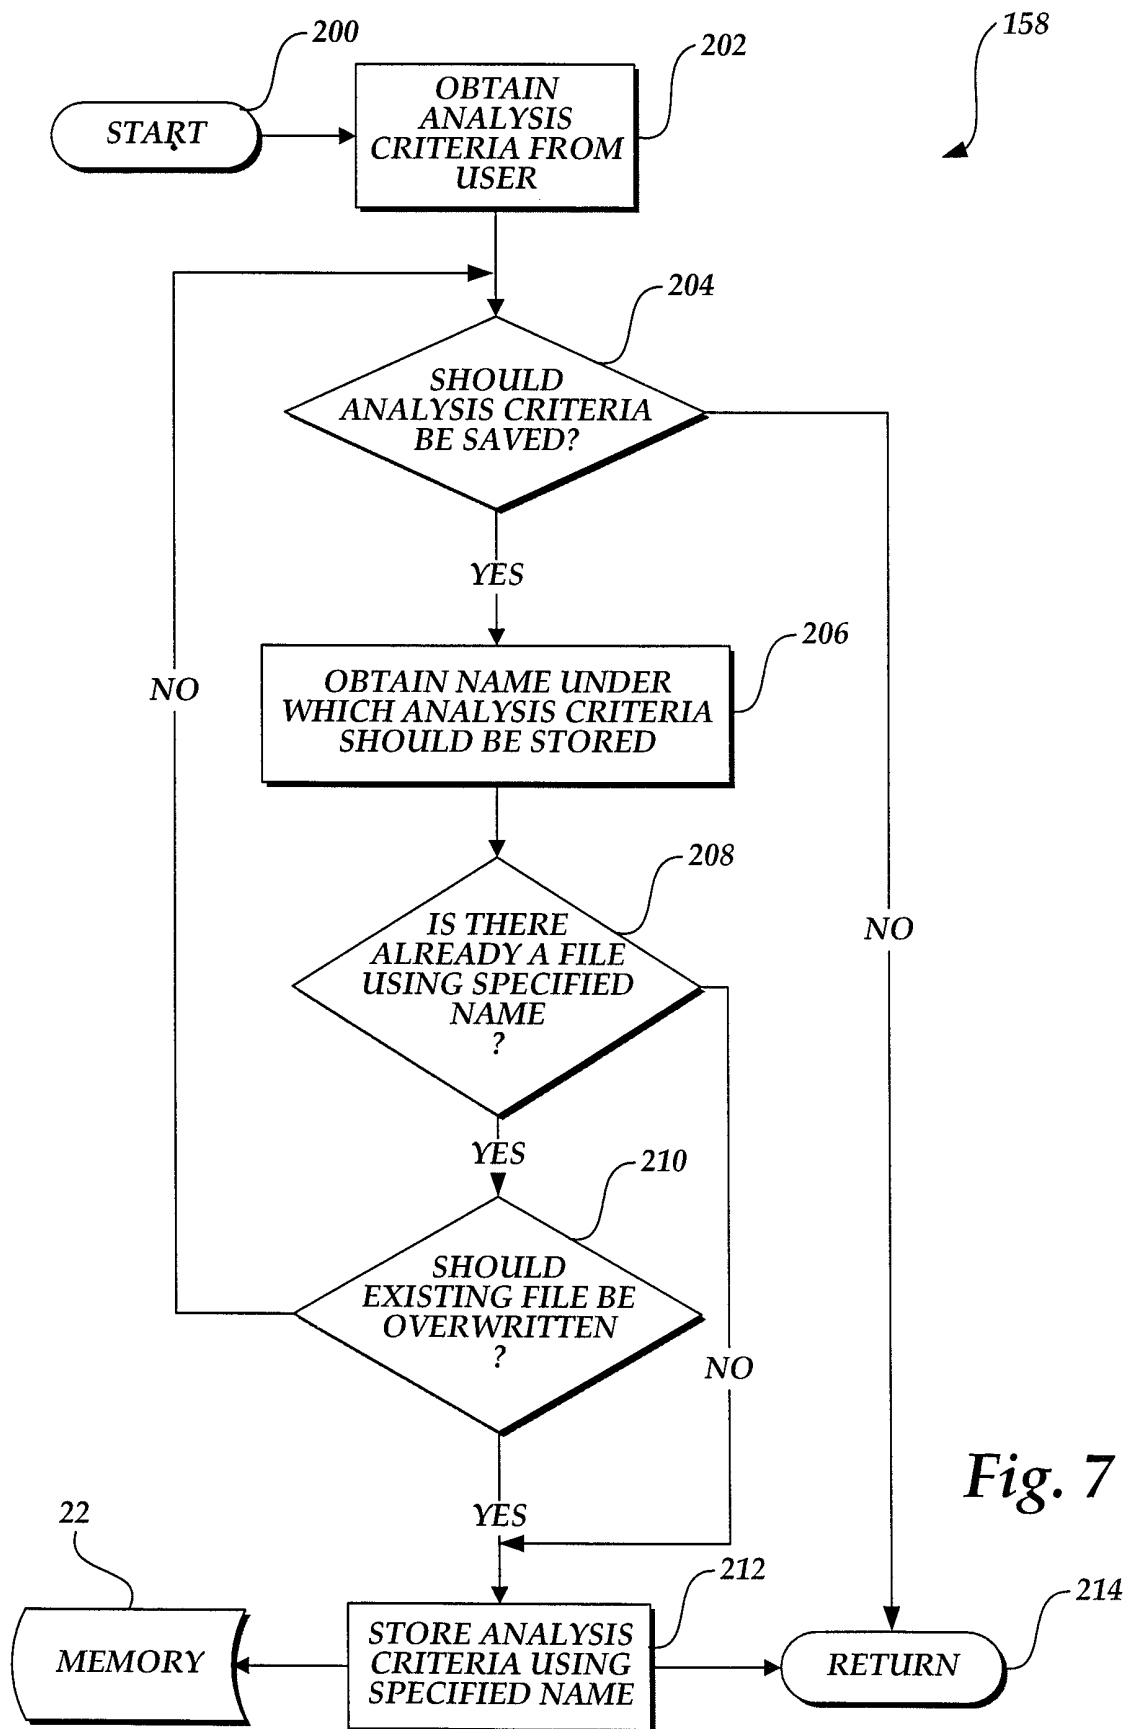 200
202
158
START
OBTAIN
ANALYSIS
CRITERIA FROM
USER
204
SHOULD
ANALYSIS CRITERIA
BE SAVED?
YES
206
NO
OBTAIN NAME UNDER
WHICH ANALYSIS CRITERIA
SHOULD BE STORED
208
IS THERE
ALREADY A FILE
USING SPECIFIED
NAME
?
NO
YES
210
SHOULD
EXISTING FILE BE
OVERWRITTEN
?
NO
Fig. 7
YES
22
212
214
MEMORY
STORE ANALYSIS
CRITERIA USING
SPECIFIED NAME
RETURN